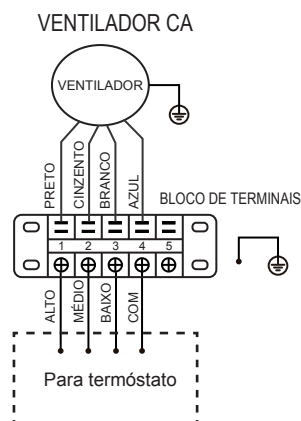 VENTILADOR CA
VENTILADOR
PRETO
CINZENTO
BRANCO
AZUL
BLOCO DE TERMINAIS
1 2 3 4 5
ALTO
MÉDIO
BAIXO
COM
Para termóstato